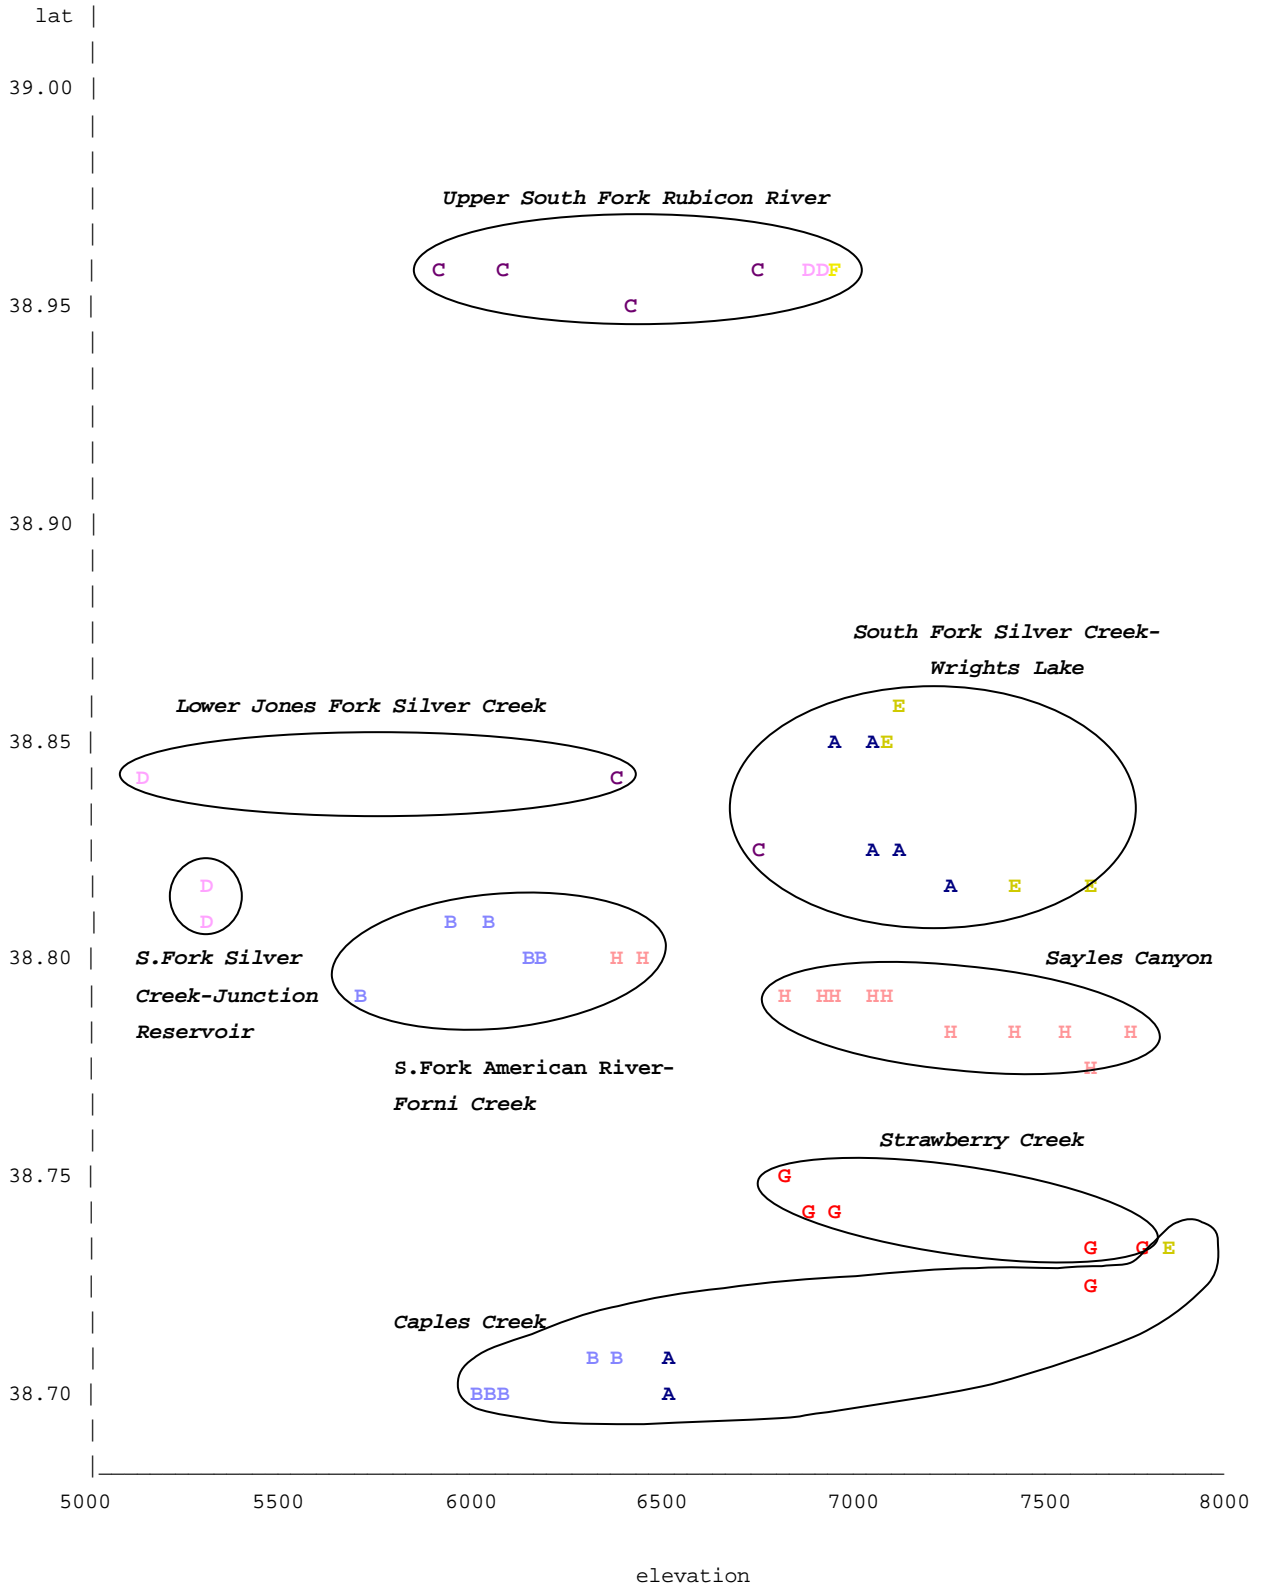 lat |
|
39.00 |
|
|
Upper South Fork Rubicon River
|
C C C DDF
38.95 | C
|
|
|
|
|
38.90 |
|
|
South Fork Silver Creek-
|
Wrights Lake
|
Lower Jones Fork Silver Creek E
|
38.85 | A AE
D C
|
|
C A A
|
D A E E
|
D B B
|
38.80 | S.Fork Silver BB H H Sayles Canyon
Creek-Junction B H HH HH
|
Reservoir H H H H
|
S.Fork American River- H
|
Forni Creek
|
Strawberry Creek
|
38.75 | G
G G
|
|
G G E
|
G
|
Caples Creek
|
B B A
|
38.70 | BBB A
|
|
5000 5500 6000 6500 7000 7500 8000
elevation